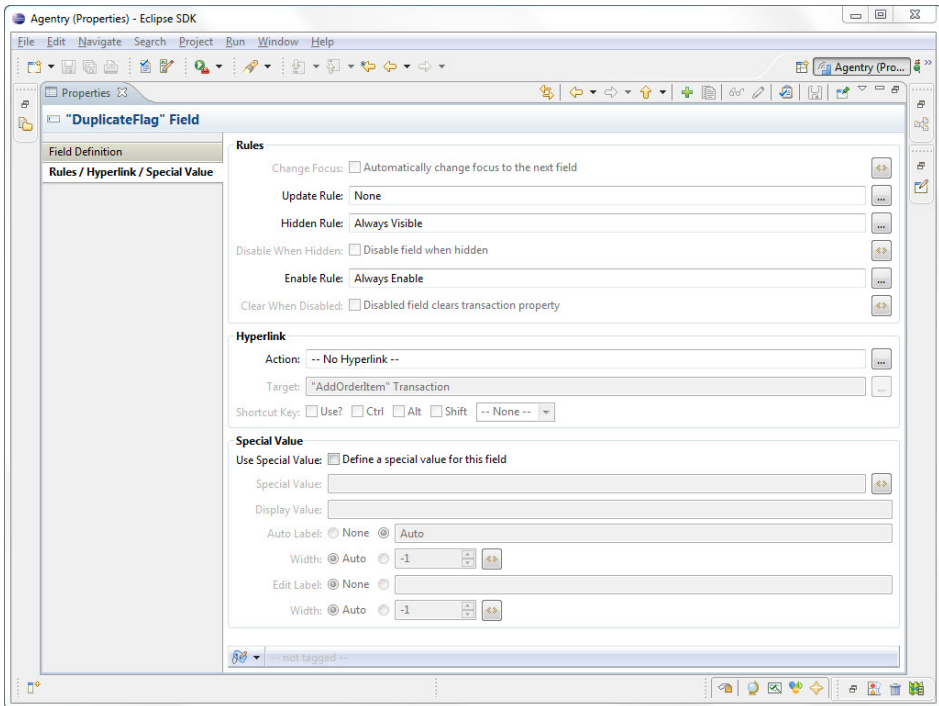 Agentry (Properties) - Eclipse SDK
File Edit Navigate Search Project Run Window Help
Agentry (Pro...
Properties
"DuplicateFlag" Field
Field Definition
Rules / Hyperlink / Special Value
Rules
Change Focus: Automatically change focus to the next field
Update Rule: None ...
Hidden Rule: Always Visible ...
Disable When Hidden: Disable field when hidden
Enable Rule: Always Enable ...
Clear When Disabled: Disabled field clears transaction property
Hyperlink
Action: -- No Hyperlink -- ...
Target: "AddOrderItem" Transaction ...
Shortcut Key: Use? Ctrl Alt Shift -- None --
Special Value
Use Special Value: Define a special value for this field
Special Value:
Display Value:
Auto Label: None Auto
Width: Auto -1
Edit Label: None
Width: Auto -1
-- not tagged --